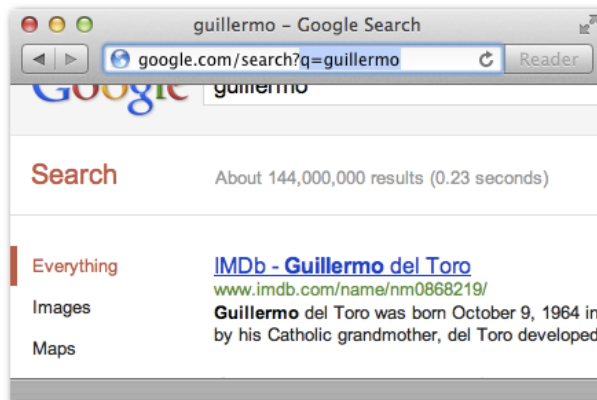 guillermo – Google Search
google.com/search?q=guillermo
Reader
Google
guillermo
Search
About 144,000,000 results (0.23 seconds)
Everything
Images
Maps
IMDb - Guillermo del Toro
www.imdb.com/name/nm0868219/
Guillermo del Toro was born October 9, 1964 in
by his Catholic grandmother, del Toro developed